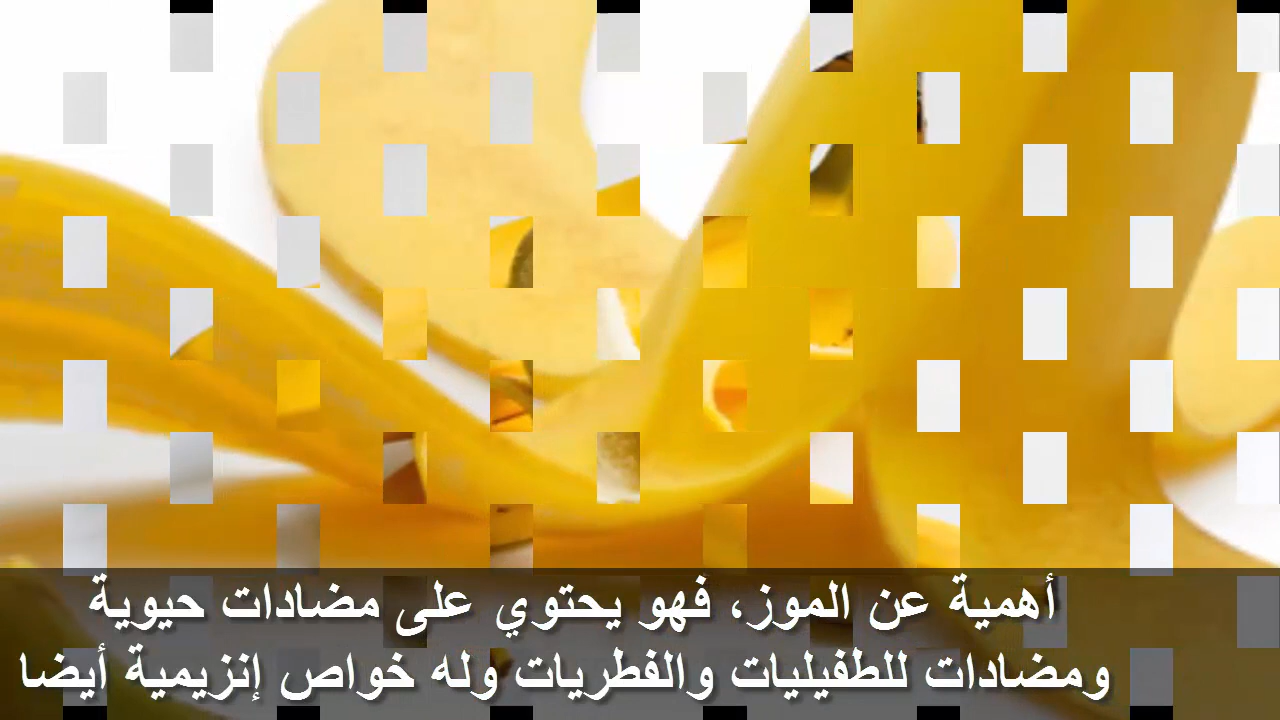 أهمية عن الموز، فهو يحتوي على مضادات حيوية
ومضادات للطفيليات والفطريات وله خواص إنزيمية أيضا